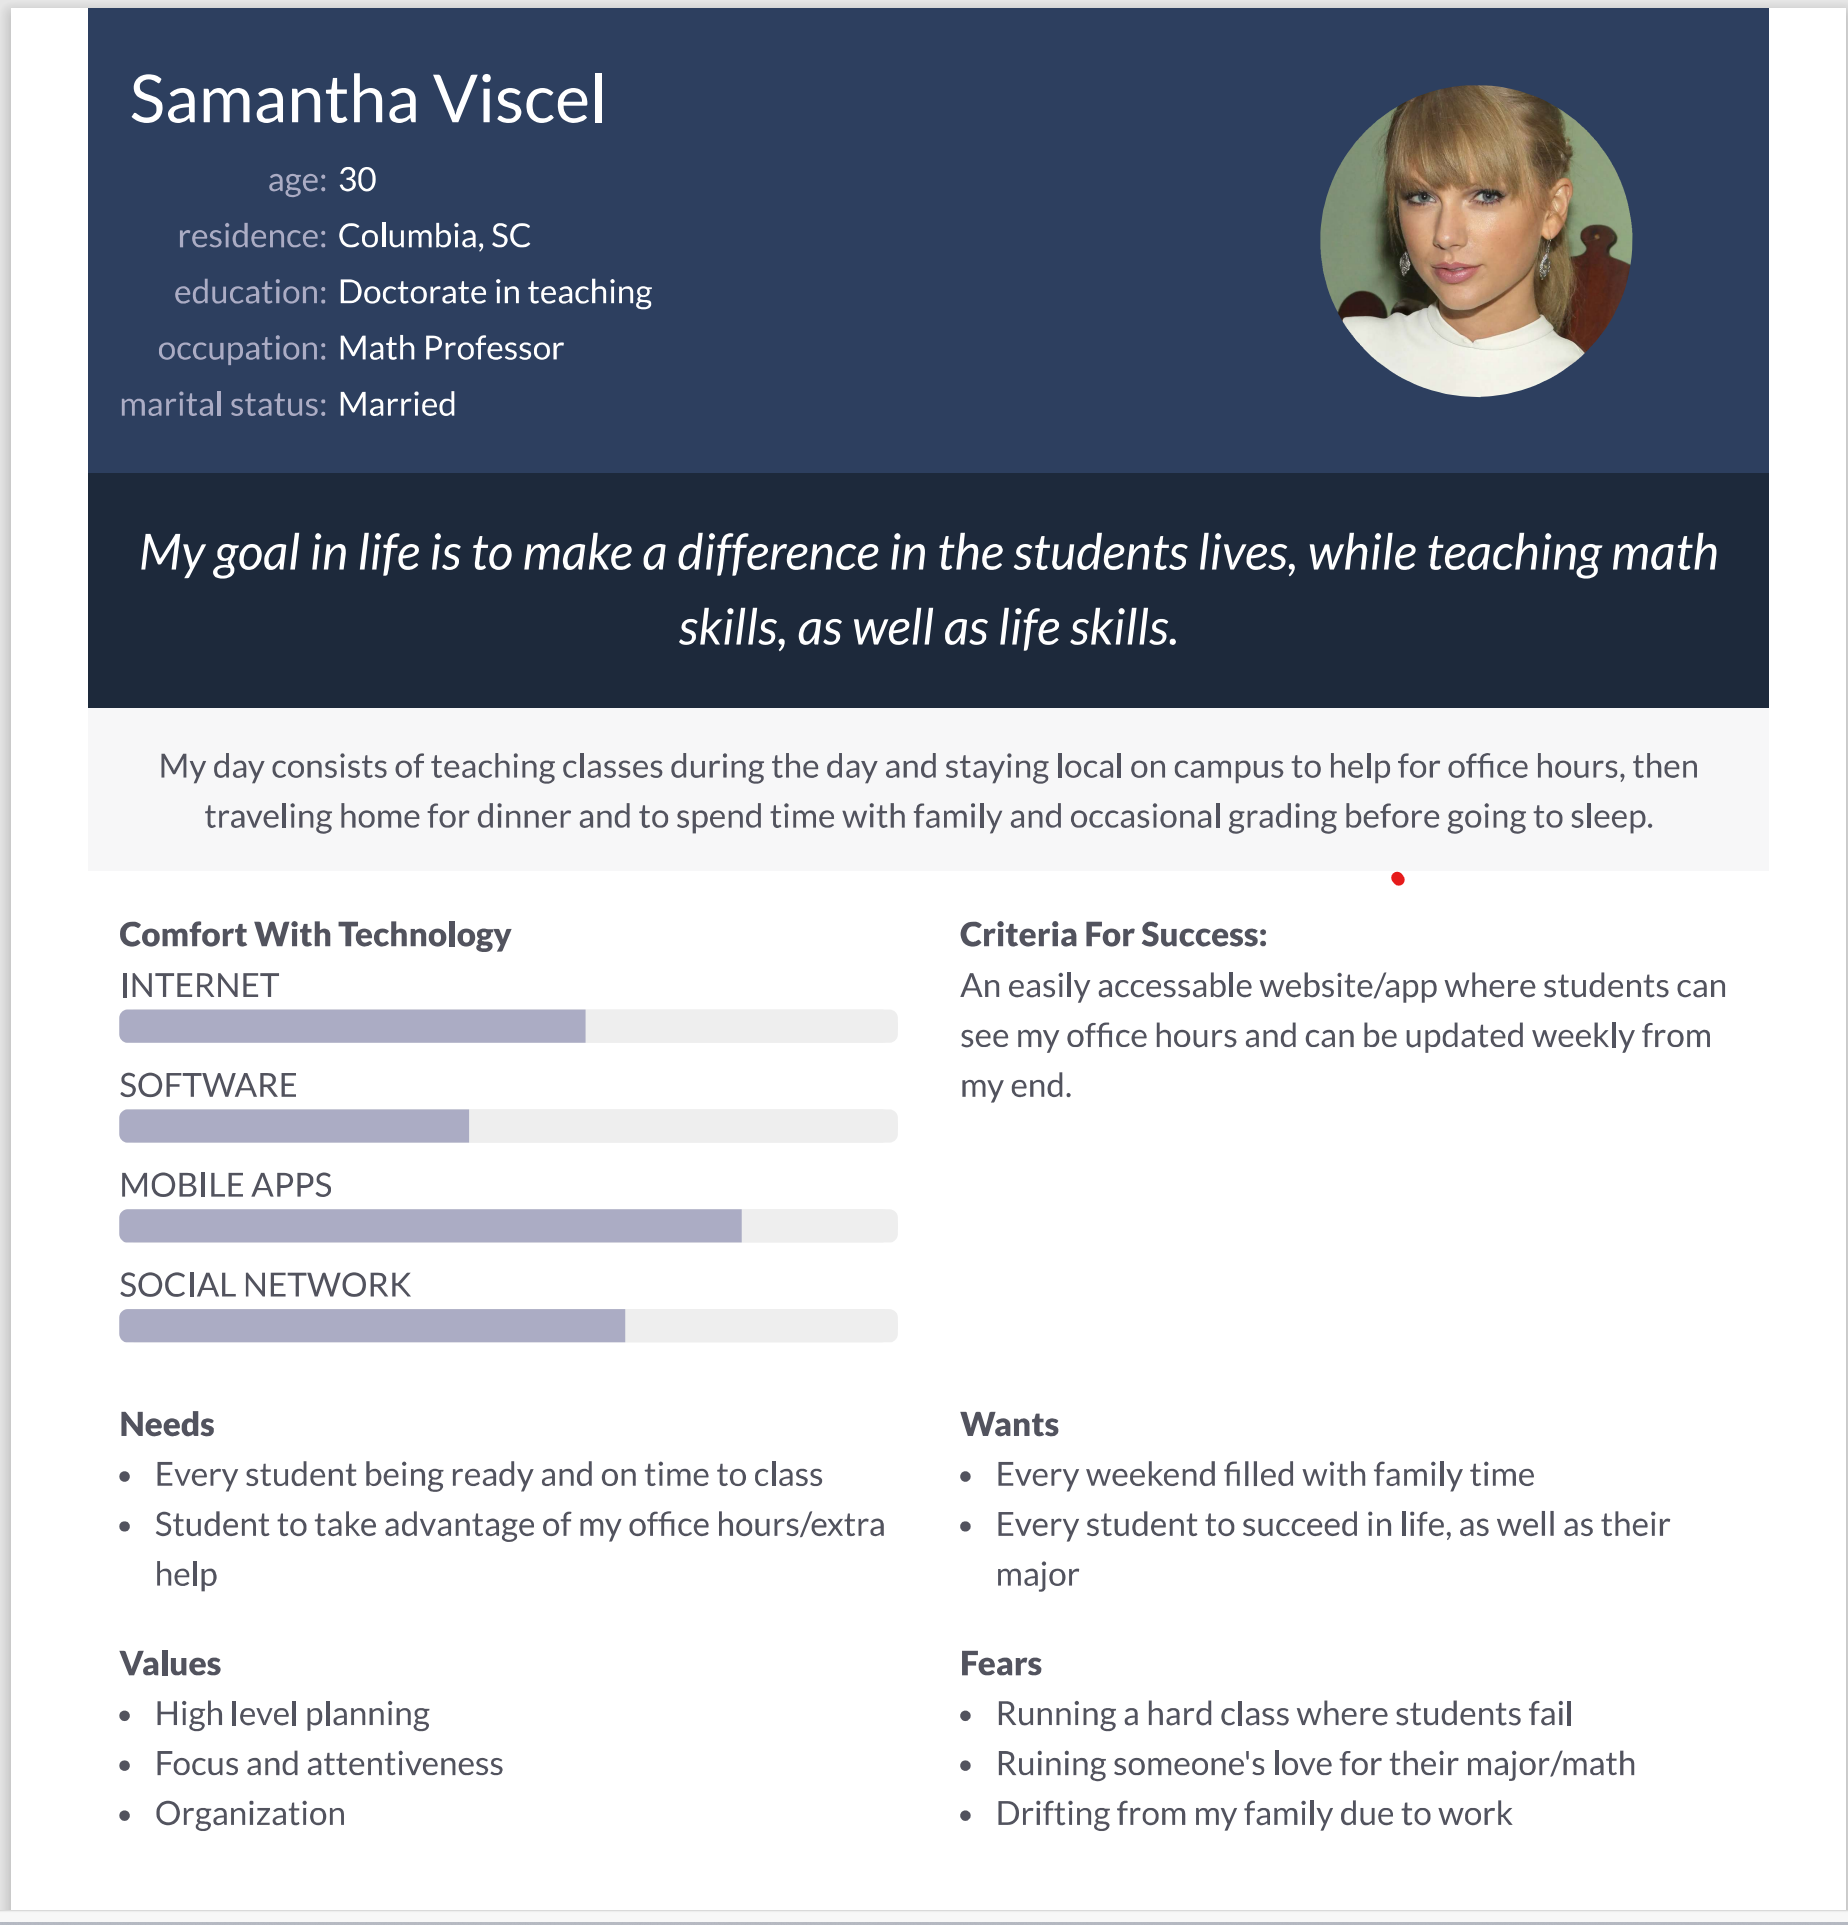 Samantha Viscel
age: 30
residence: Columbia, SC
education: Doctorate in teaching
occupation: Math Professor
marital status: Married
My goal in life is to make a difference in the students lives, while teaching math
skills, as well as life skills.
My day consists of teaching classes during the day and staying local on campus to help for office hours, then
traveling home for dinner and to spend time with family and occasional grading before going to sleep.
Comfort With Technology
INTERNET
SOFTWARE
MOBILE APPS
SOCIAL NETWORK
Criteria For Success:
An easily accessable website/app where students can
see my office hours and can be updated weekly from
my end.
Needs
• Every student being ready and on time to class
• Student to take advantage of my office hours/extra
help
Wants
• Every weekend filled with family time
• Every student to succeed in life, as well as their
major
Values
• High level planning
• Focus and attentiveness
• Organization
Fears
• Running a hard class where students fail
• Ruining someone's love for their major/math
• Drifting from my family due to work